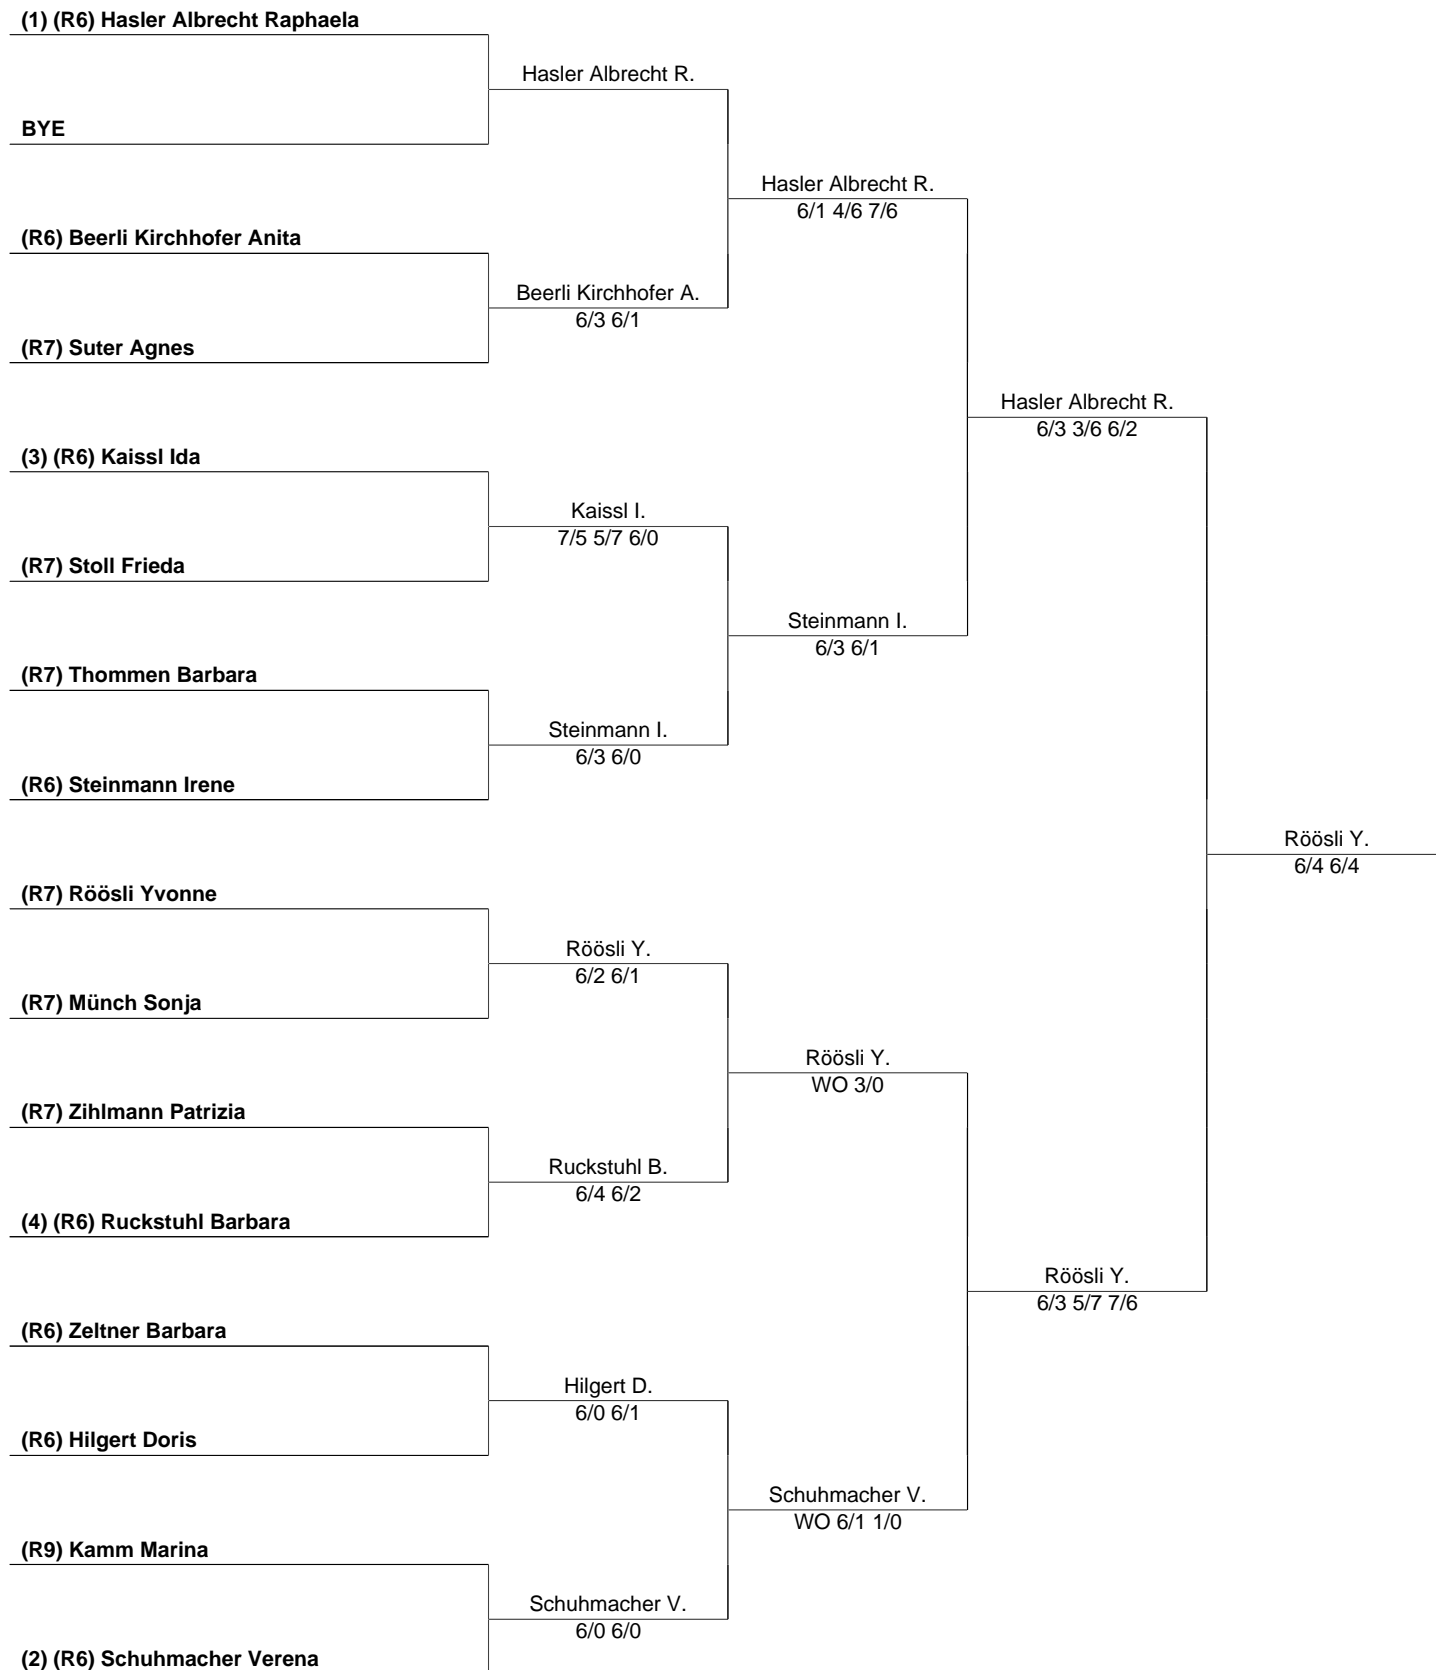 (1) (R6) Hasler Albrecht Raphaela
Hasler Albrecht R.
BYE
Hasler Albrecht R.
6/1 4/6 7/6
(R6) Beerli Kirchhofer Anita
Beerli Kirchhofer A.
6/3 6/1
(R7) Suter Agnes
Hasler Albrecht R.
6/3 3/6 6/2
(3) (R6) Kaissl Ida
Kaissl I.
7/5 5/7 6/0
(R7) Stoll Frieda
Steinmann I.
6/3 6/1
(R7) Thommen Barbara
Steinmann I.
6/3 6/0
(R6) Steinmann Irene
Röösli Y.
6/4 6/4
(R7) Röösli Yvonne
Röösli Y.
6/2 6/1
(R7) Münch Sonja
Röösli Y.
WO 3/0
(R7) Zihlmann Patrizia
Ruckstuhl B.
6/4 6/2
(4) (R6) Ruckstuhl Barbara
Röösli Y.
6/3 5/7 7/6
(R6) Zeltner Barbara
Hilgert D.
6/0 6/1
(R6) Hilgert Doris
Schuhmacher V.
WO 6/1 1/0
(R9) Kamm Marina
Schuhmacher V.
6/0 6/0
(2) (R6) Schuhmacher Verena